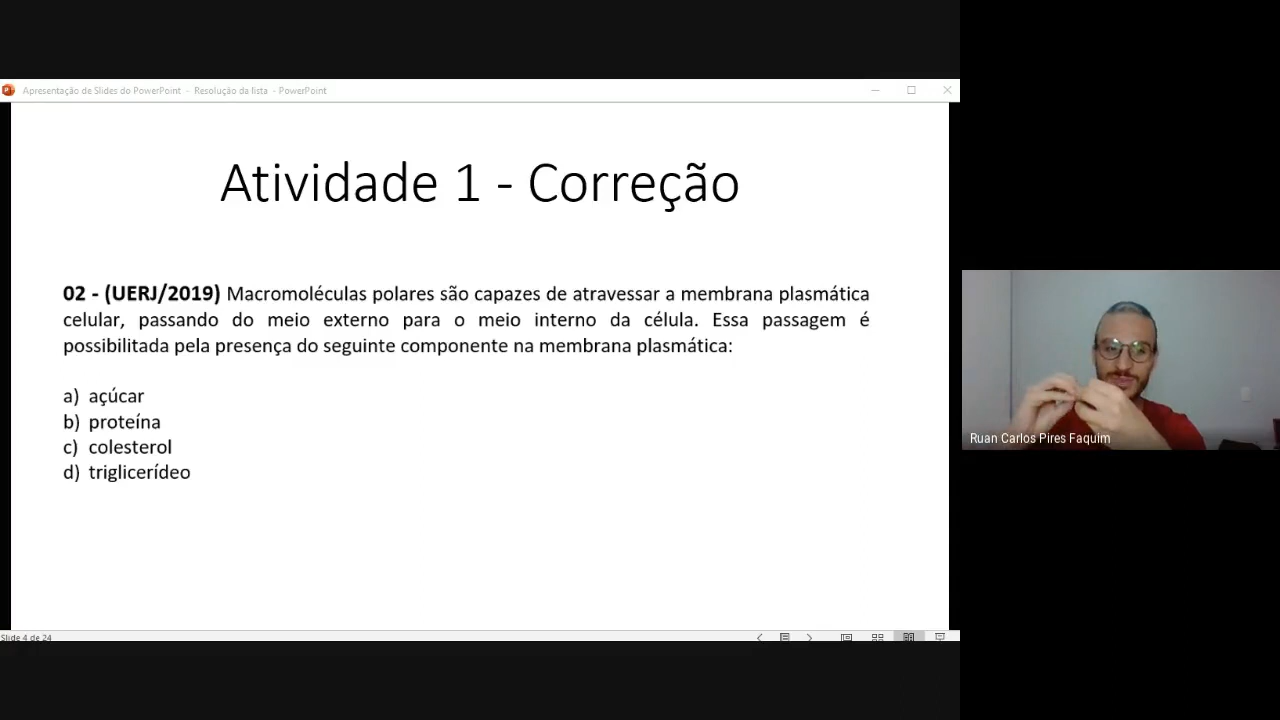 Apresentação de Slides do PowerPoint - Resolução da lista - PowerPoint
Atividade 1 - Correção
02 - (UERJ/2019) Macromoléculas polares são capazes de atravessar a membrana plasmática
celular, passando do meio externo para o meio interno da célula. Essa passagem é
possibilitada pela presença do seguinte componente na membrana plasmática:
a) açúcar
b) proteína
c) colesterol
d) triglicerídeo
Slide 4 de 24
Ruan Carlos Pires Faquim